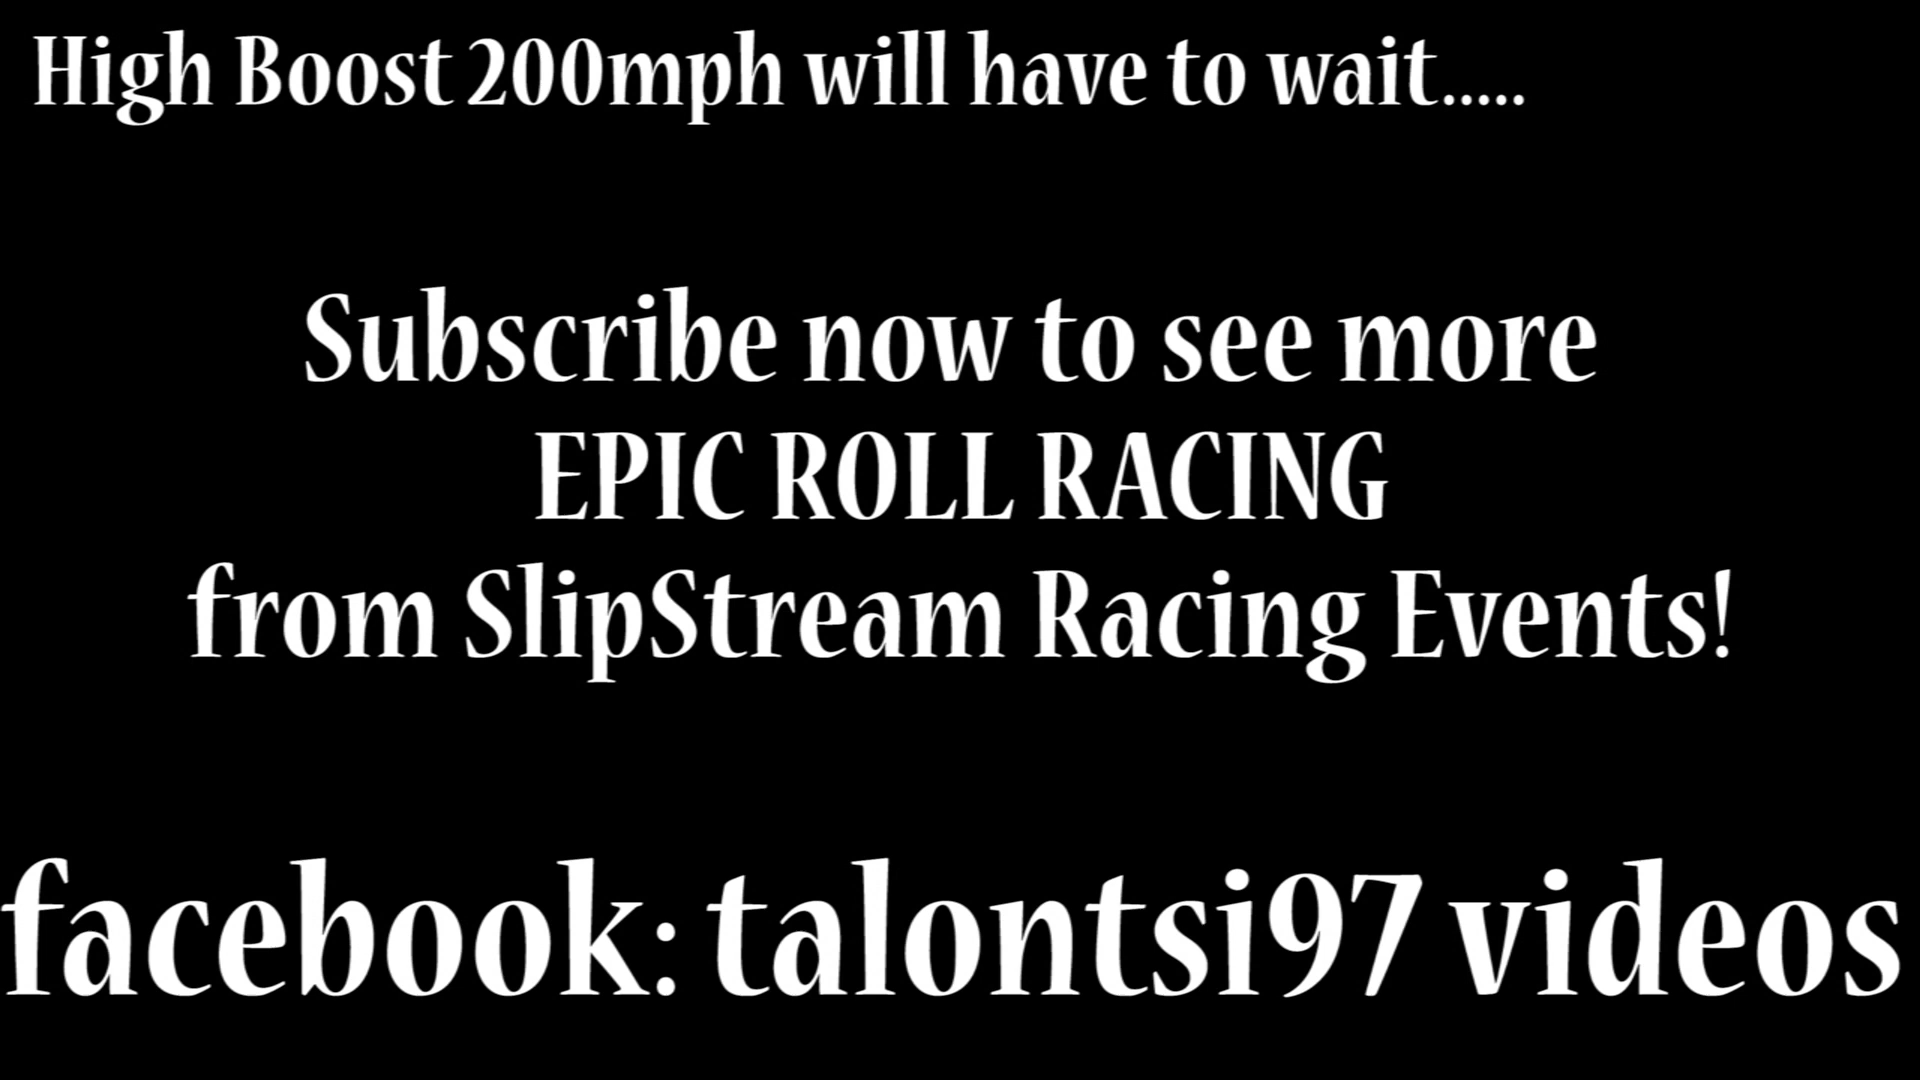 High Boost 200mph will have to wait.....
Subscribe now to see more
EPIC ROLL RACING
from SlipStream Racing Events!
facebook: talontsi97 videos